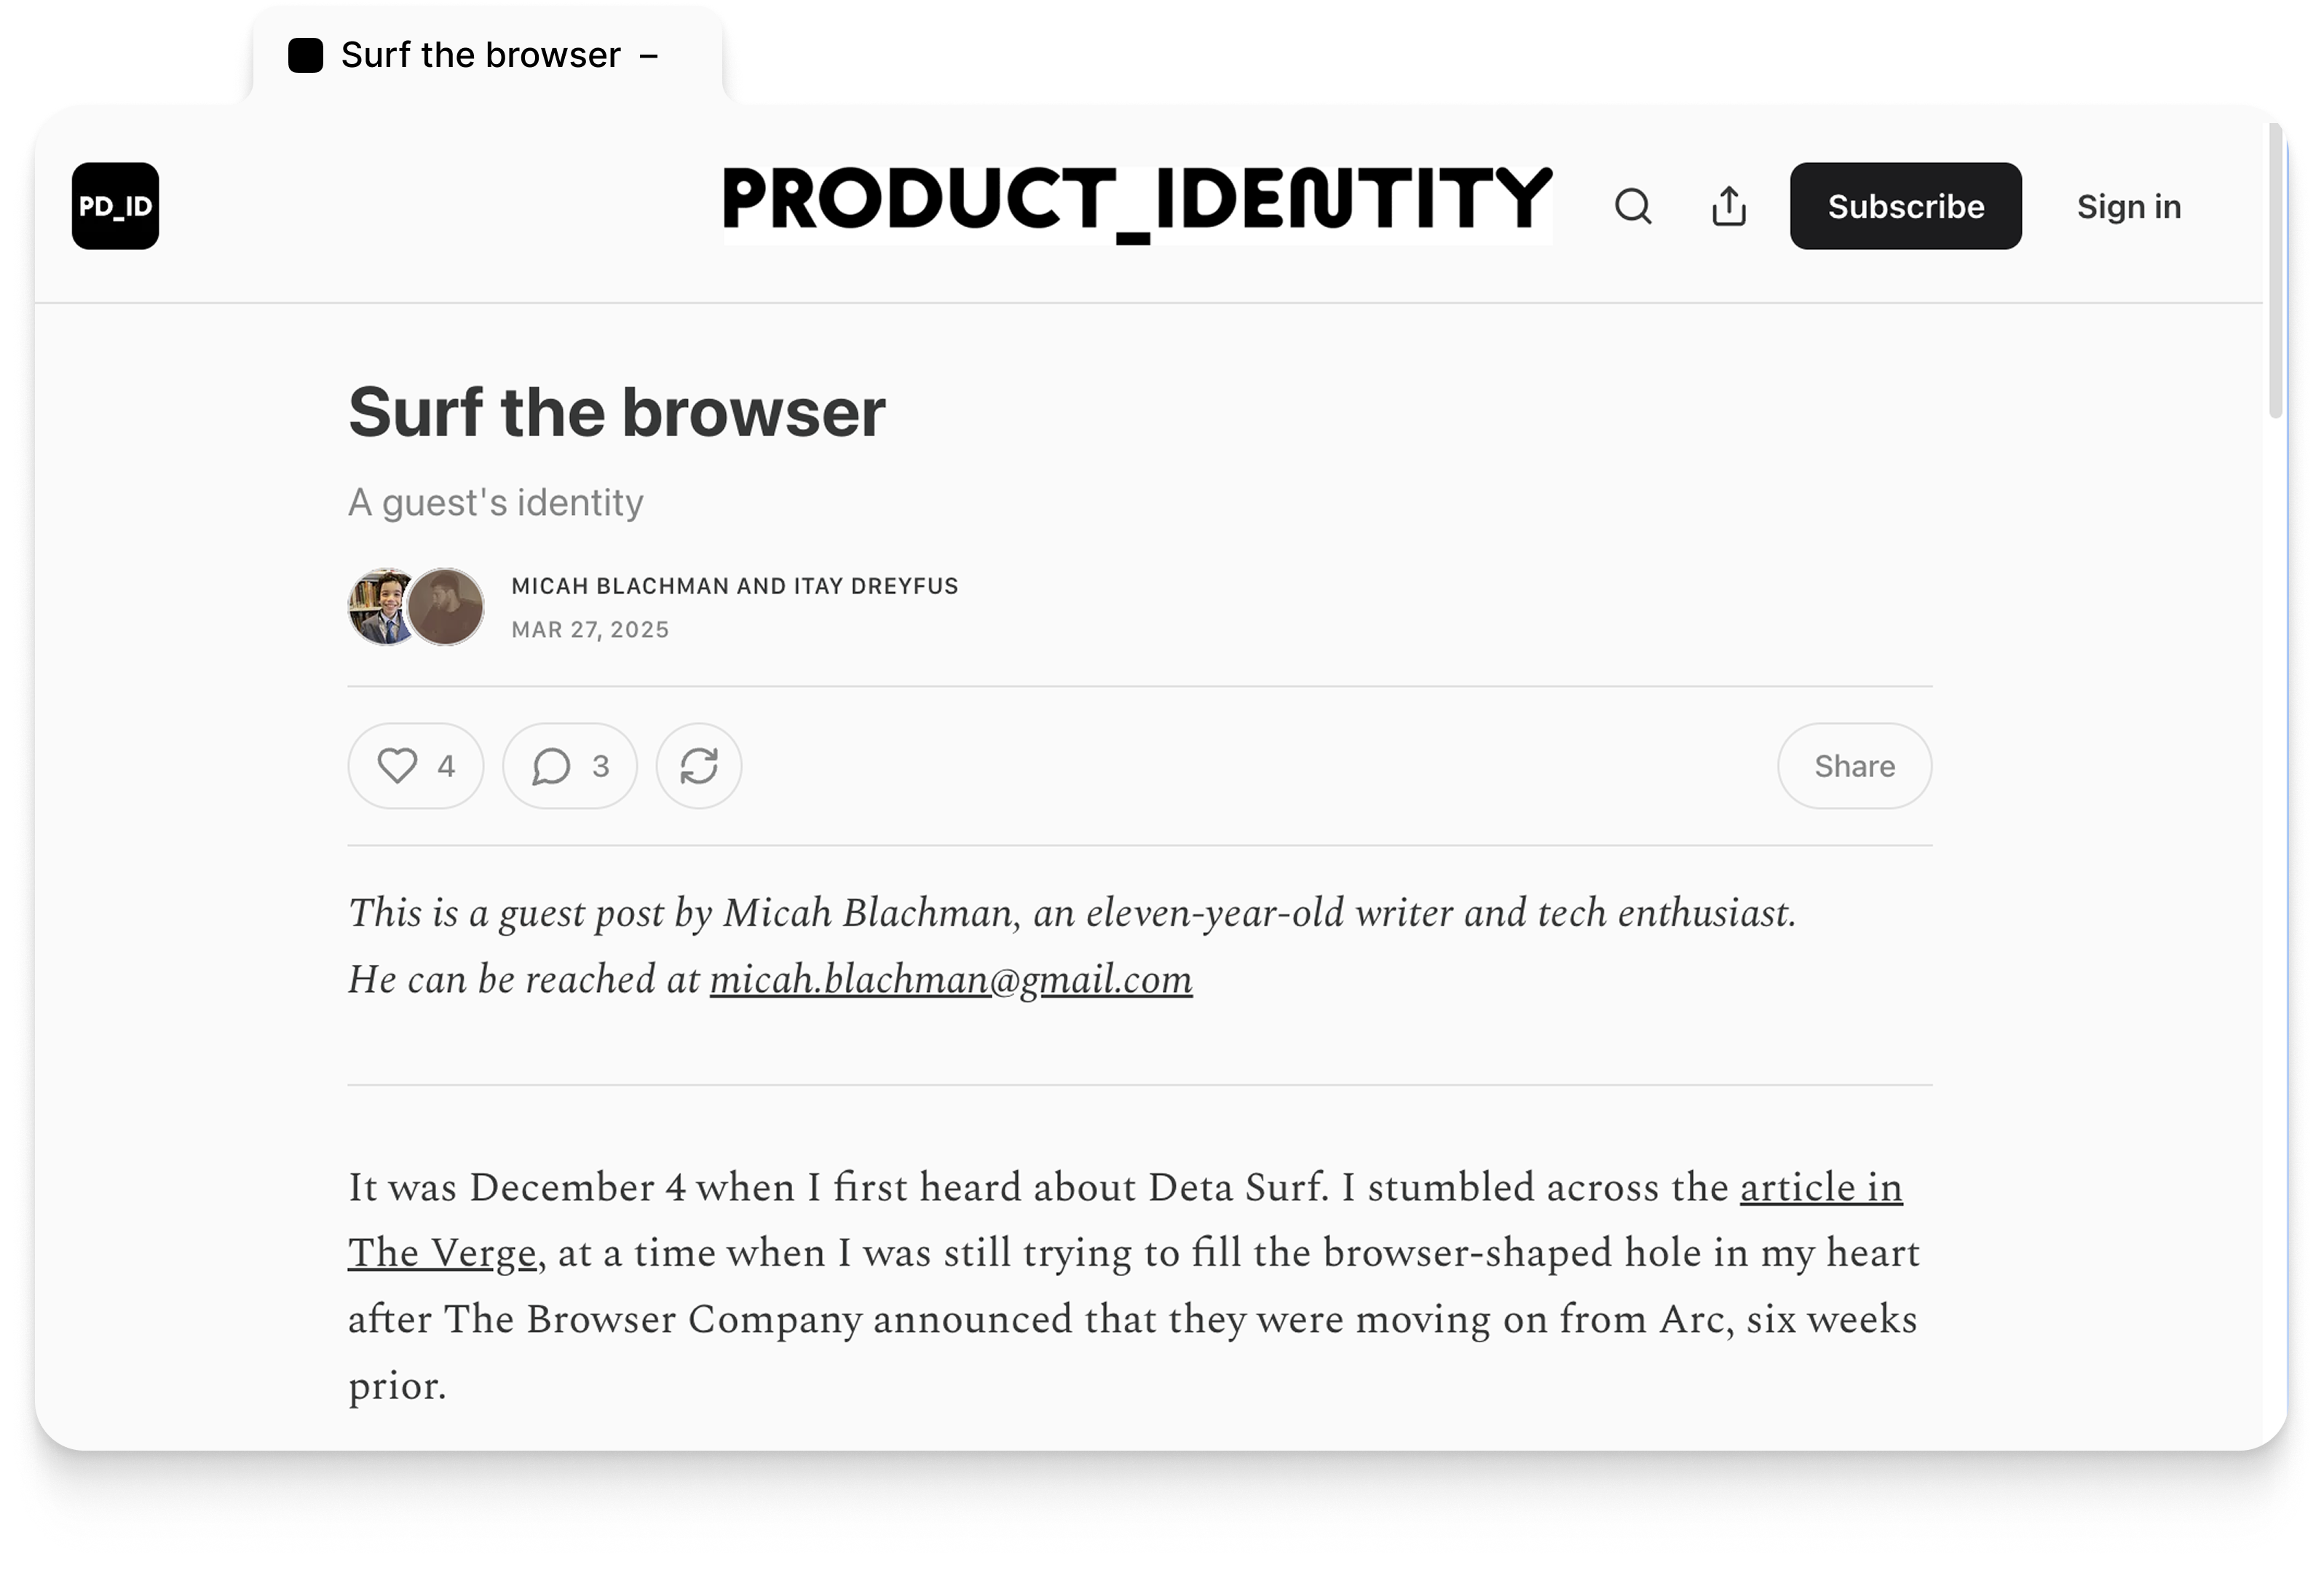 Surf the browser –
PD_ID
PRODUCT_IDENTITY
Subscribe
Sign in
Surf the browser
A guest's identity
MICAH BLACHMAN AND ITAY DREYFUS
MAR 27, 2025
4
3
Share
This is a guest post by Micah Blachman, an eleven-year-old writer and tech enthusiast.
He can be reached at micah.blachman@gmail.com
It was December 4 when I first heard about Deta Surf. I stumbled across the article in
The Verge, at a time when I was still trying to fill the browser-shaped hole in my heart
after The Browser Company announced that they were moving on from Arc, six weeks
prior.